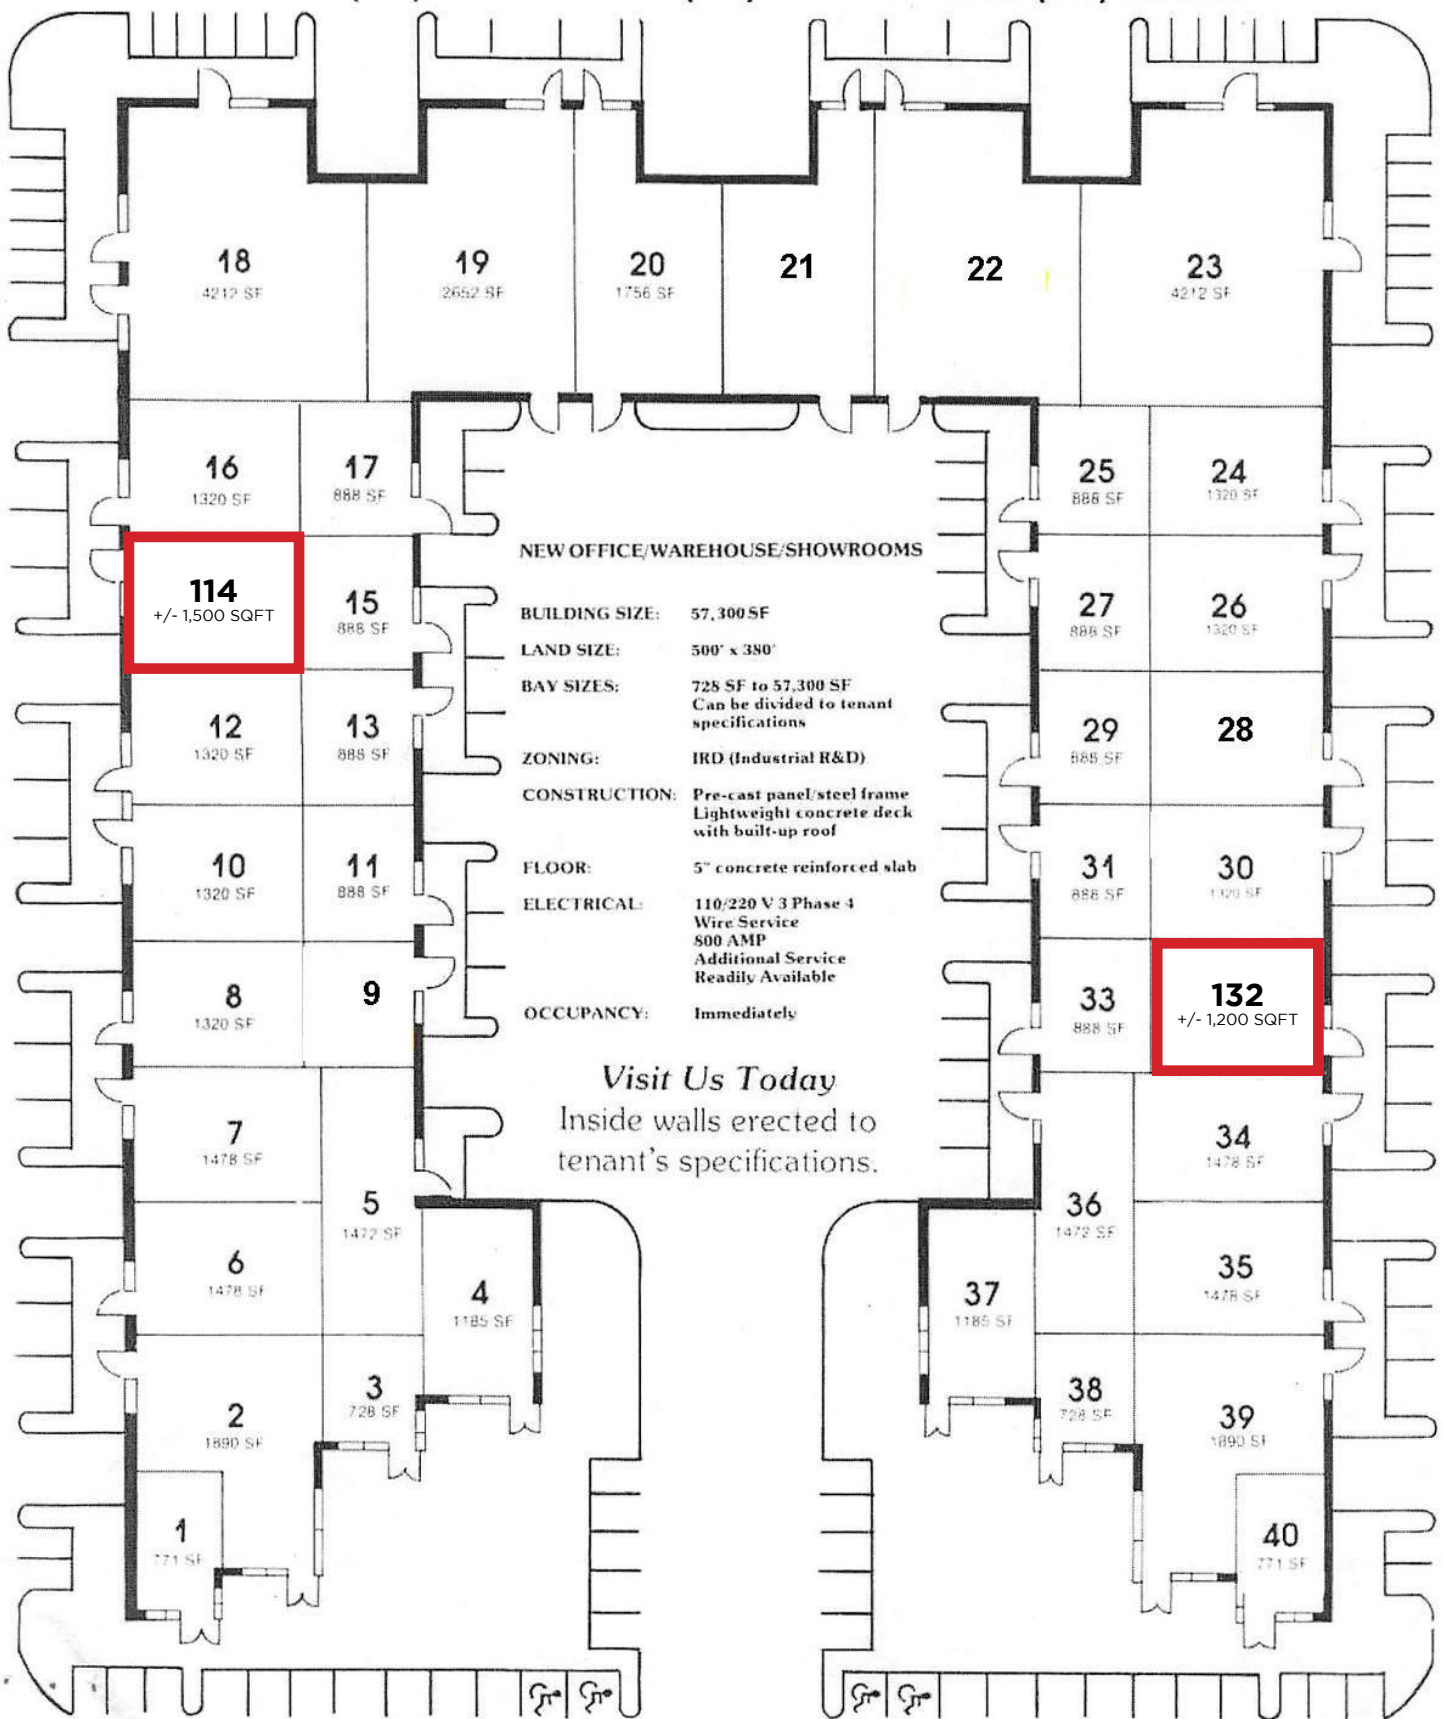 18
4212 SF
19
2652 SF
20
1756 SF
21
22
23
4212 SF
16
1320 SF
17
888 SF
25
888 SF
24
1320 SF
114
+/- 1,500 SQFT
15
888 SF
27
888 SF
26
1320 SF
12
1320 SF
13
888 SF
29
888 SF
28
10
1320 SF
11
888 SF
31
888 SF
30
1320 SF
8
1320 SF
9
33
888 SF
132
+/- 1,200 SQFT
NEW OFFICE/WAREHOUSE/SHOWROOMS
BUILDING SIZE: 57,300 SF
LAND SIZE: 500' x 380'
BAY SIZES: 728 SF to 57,300 SF
Can be divided to tenant
specifications
ZONING: IRD (Industrial R&D)
CONSTRUCTION: Pre-cast panel/steel frame
Lightweight concrete deck
with built-up roof
FLOOR: 5" concrete reinforced slab
ELECTRICAL: 110/220 V 3 Phase 4
Wire Service
800 AMP
Additional Service
Readily Available
OCCUPANCY: Immediately
Visit Us Today
Inside walls erected to
tenant's specifications.
7
1478 SF
5
1472 SF
6
1478 SF
4
1185 SF
3
728 SF
2
1890 SF
1
771 SF
34
1478 SF
36
1472 SF
35
1478 SF
37
1185 SF
38
728 SF
39
1890 SF
40
771 SF